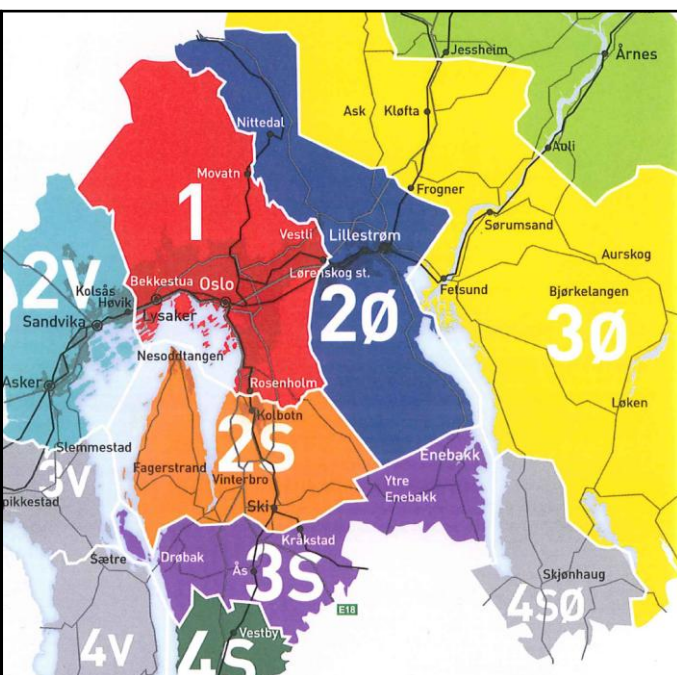 Jessheim
Årnes
Ask
Kløfta
Nittedal
Auli
Movatn
Frogner
1
Sørumsand
Vestli
Lillestrøm
Aurskog
2V
Kolsås
Bekkestua
Oslo
Lørenskog st.
Fetsund
Bjørkelangen
Høvik
Sandvika
Lysaker
2Ø
3Ø
Nesoddtangen
Asker
Rosenholm
Løken
Kolbotn
Slemmestad
2S
Enebakk
3V
Fagerstrand
Vinterbro
Ytre
Enebakk
pikkestad
Ski
Kråkstad
Sætre
Drøbak
Ås
3S
Skjønhaug
E18
4SØ
Vestby
4V
4S